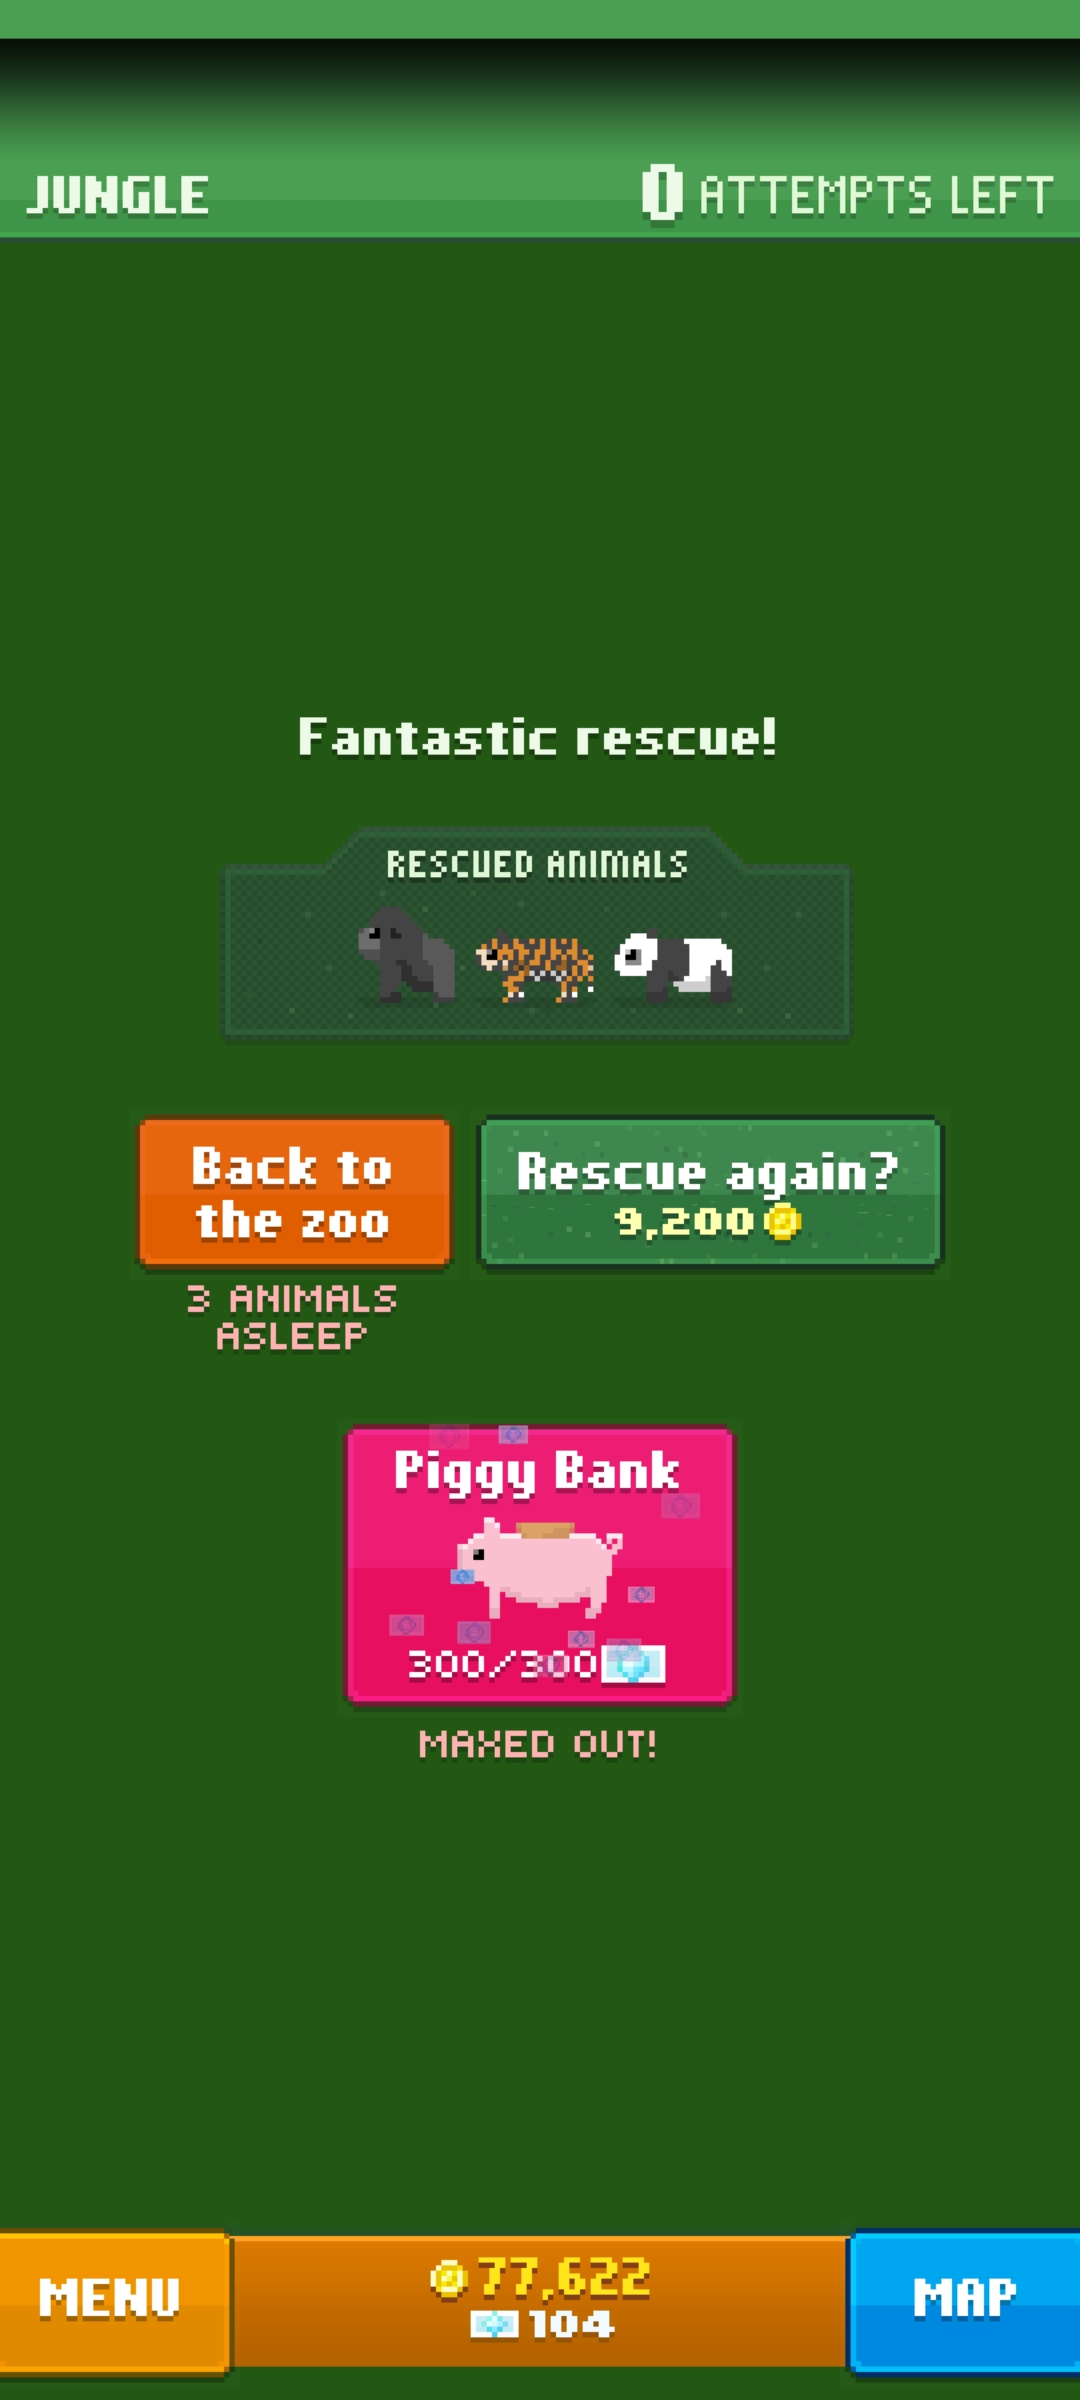 JUNGLE
0 ATTEMPTS LEFT
Fantastic rescue!
RESCUED ANIMALS
Back to
the zoo
Rescue again?
9,200
3 ANIMALS
ASLEEP
Piggy Bank
300/300
MAXED OUT!
MENU
77,622
104
MAP